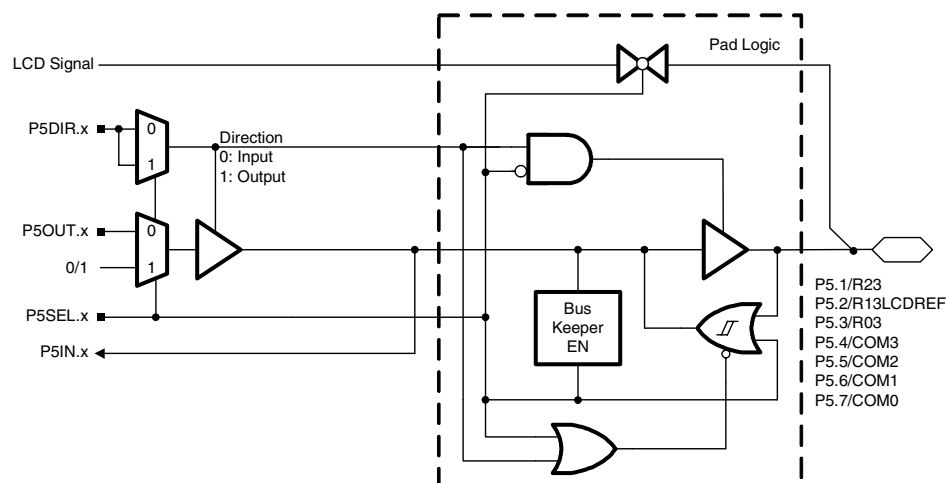 Pad Logic
LCD Signal
P5DIR.x
0
1
Direction
0: Input
1: Output
P5OUT.x
0
0/1
1
P5SEL.x
P5IN.x
Bus
Keeper
EN
P5.1/R23
P5.2/R13LCDREF
P5.3/R03
P5.4/COM3
P5.5/COM2
P5.6/COM1
P5.7/COM0